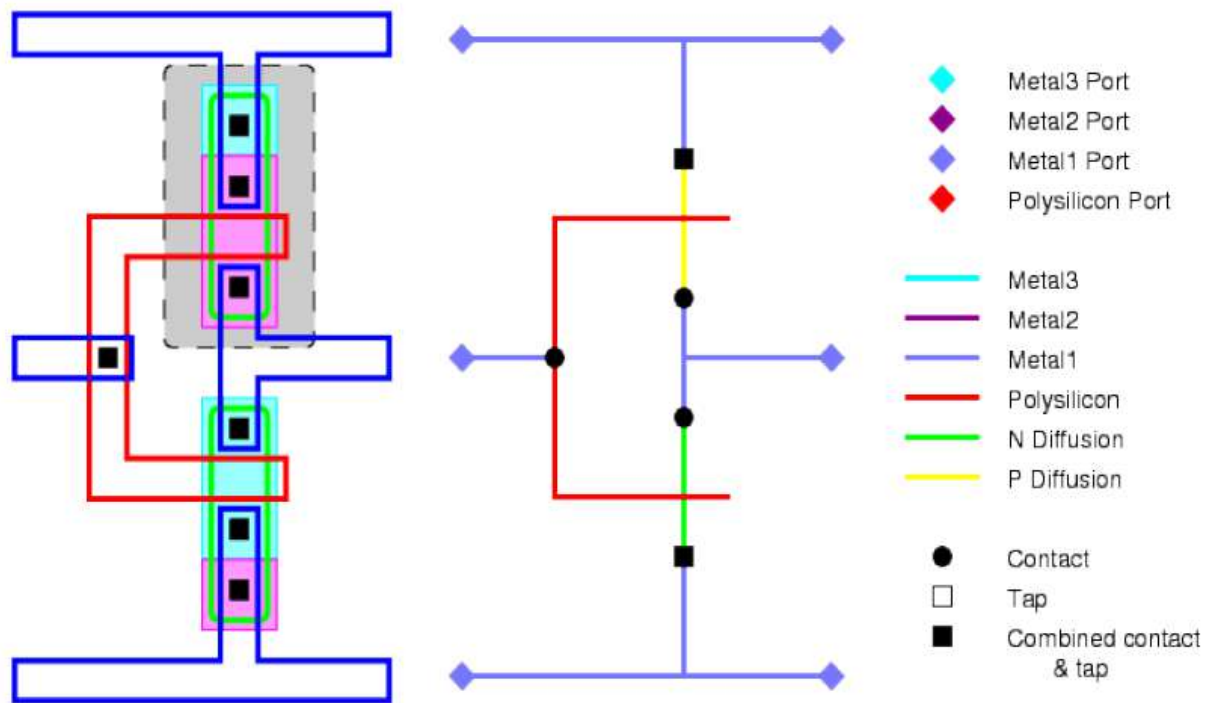 Metal3 Port
Metal2 Port
Metal1 Port
Polysilicon Port
Metal3
Metal2
Metal1
Polysilicon
N Diffusion
P Diffusion
Contact
Tap
Combined contact
& tap